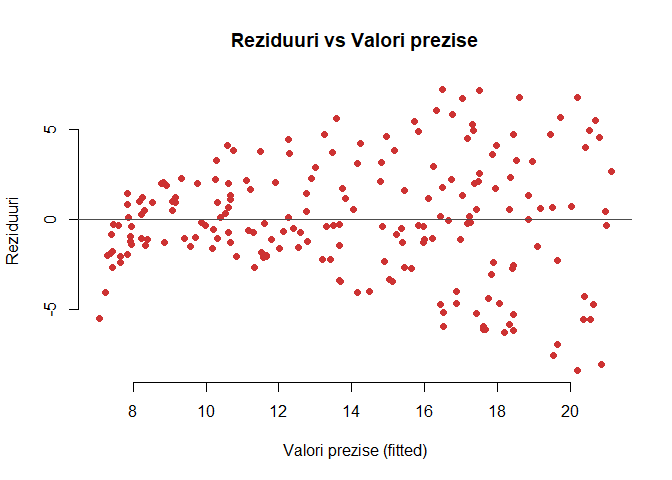 Reziduuri vs Valori prezise
Reziduuri
5
0
-5
8 10 12 14 16 18 20
Valori prezise (fitted)